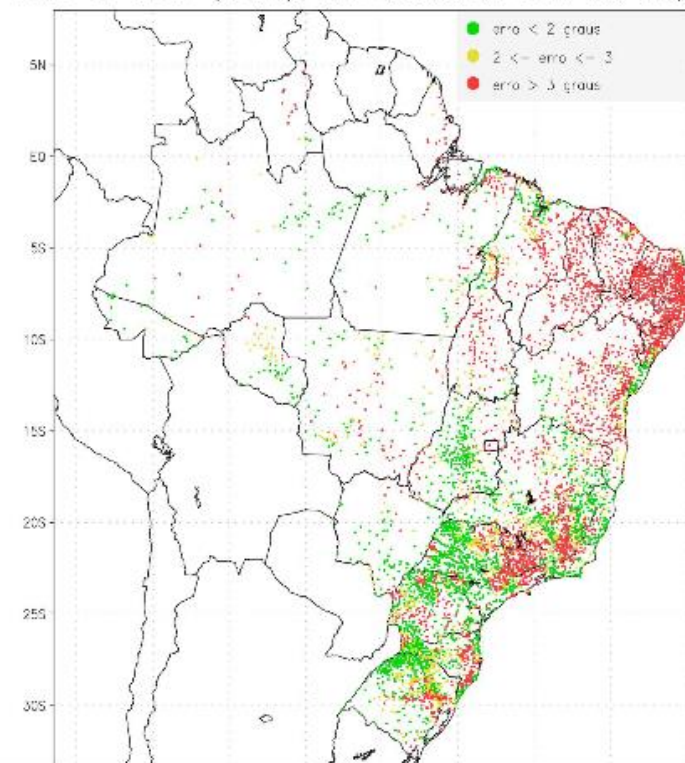 erro < 2 graus
2 <= erro <= 3
erro > 3 graus
5N
EQ
5S
10S
15S
20S
25S
30S